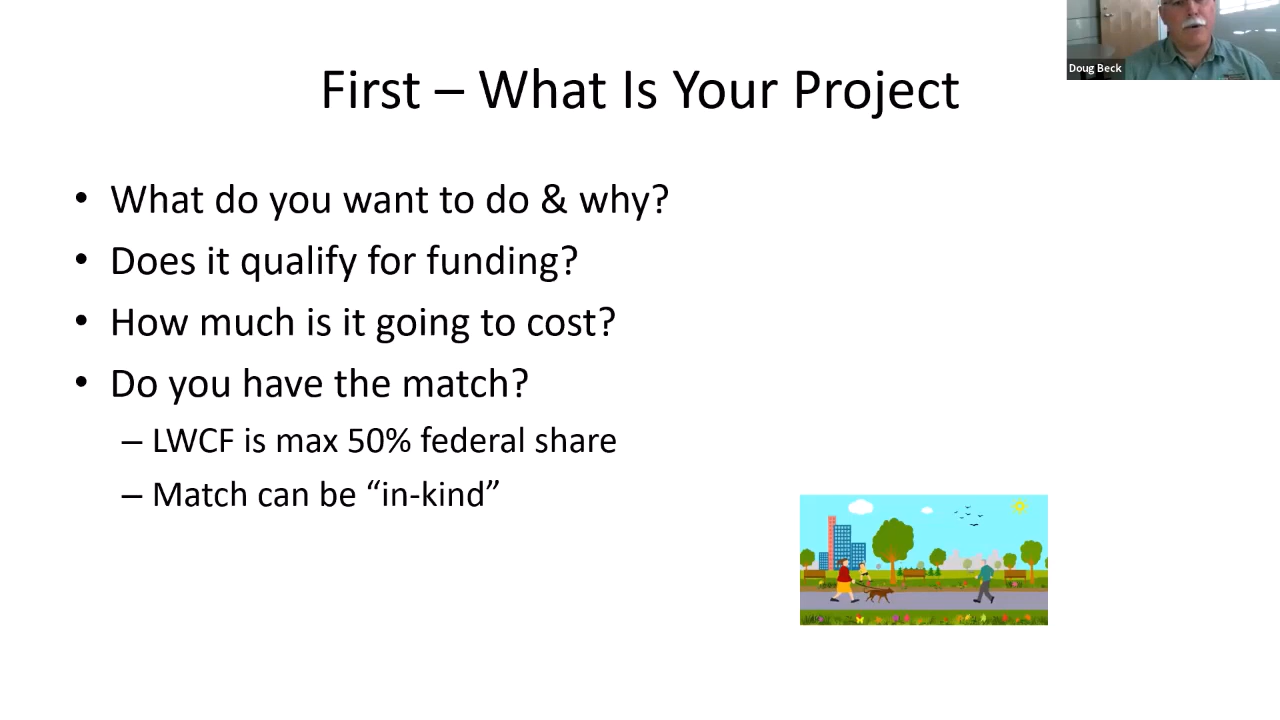 Doug Beck
First – What Is Your Project
• What do you want to do & why?
• Does it qualify for funding?
• How much is it going to cost?
• Do you have the match?
– LWCF is max 50% federal share
– Match can be “in-kind”